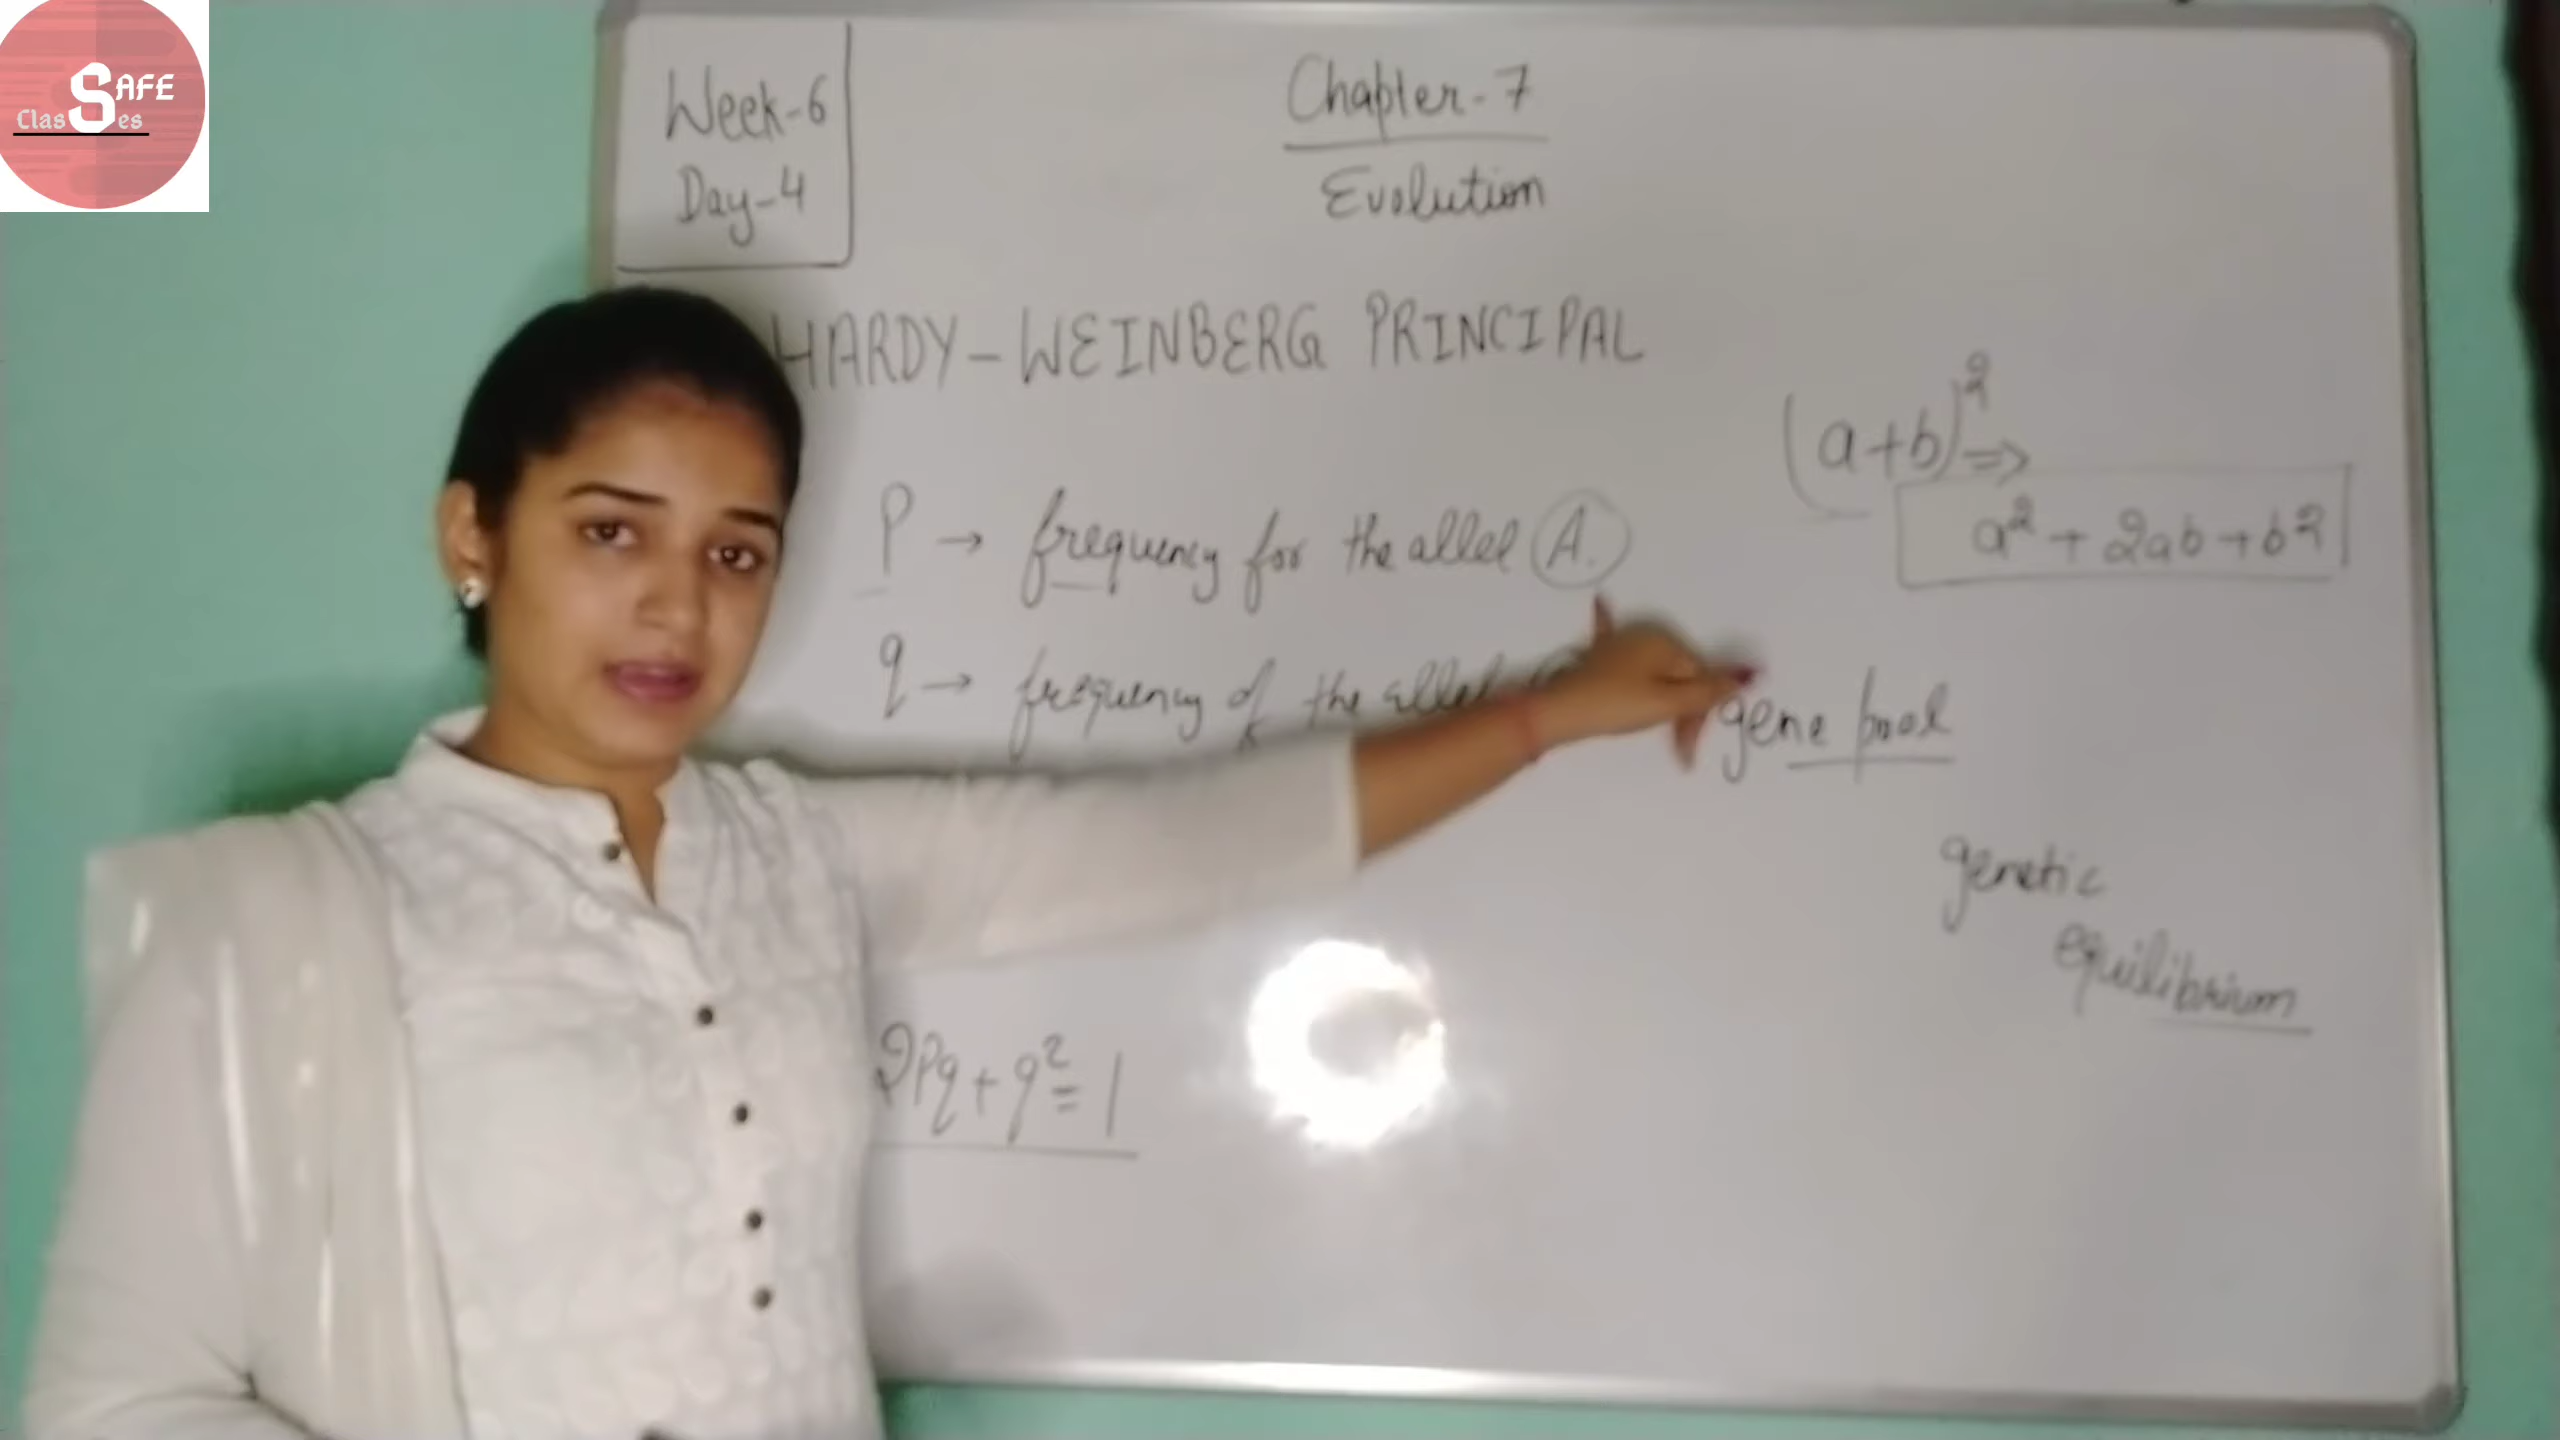 SAFE
Classes
Week-6
Day-4
Chapter-7
Evolution
HARDY-WEINBERG PRINCIPAL
(a+b)² ⇒
a² + 2ab + b²
P → frequency for the allel A.
q → frequency of the allel
gene pool
genetic
equilibrium
2Pq + q² = 1